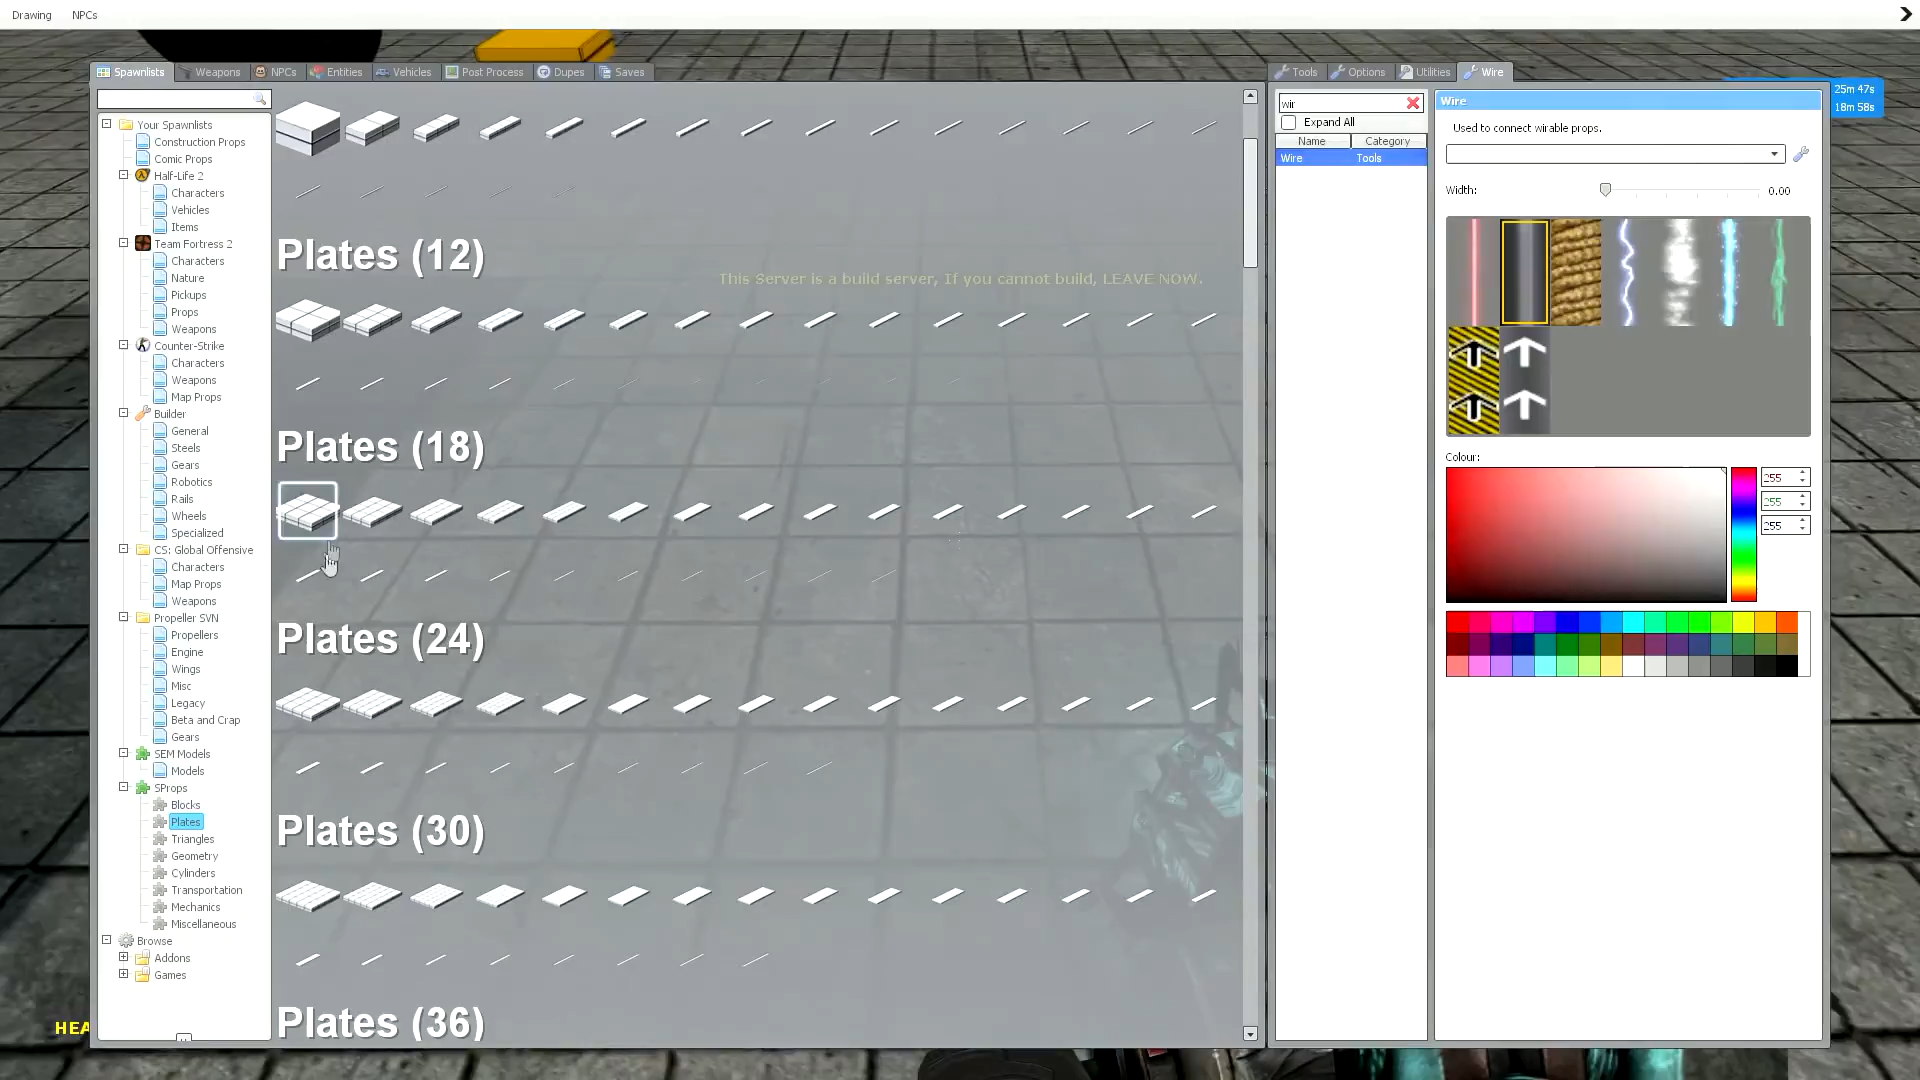 Drawing NPCs
Spawnlists Weapons NPCs Entities Vehicles Post Process Dupes Saves
Tools Options Utilities Wire
25m 47s
18m 58s
Your Spawnlists
Construction Props
Comic Props
Half-Life 2
Characters
Vehicles
Items
Team Fortress 2
Characters
Nature
Pickups
Props
Weapons
Counter-Strike
Characters
Weapons
Map Props
Builder
General
Steels
Gears
Robotics
Rails
Wheels
Specialized
CS: Global Offensive
Characters
Map Props
Weapons
Propeller SVN
Propellers
Engine
Wings
Misc
Legacy
Beta and Crap
Gears
SEM Models
Models
SProps
Blocks
Plates
Triangles
Geometry
Cylinders
Transportation
Mechanics
Miscellaneous
Browse
Addons
Games
HEA
Plates (12)
This Server is a build server, If you cannot build, LEAVE NOW.
Plates (18)
Plates (24)
Plates (30)
Plates (36)
wir
Expand All
Name Category
Wire Tools
Wire
Used to connect wirable props.
Width: 0.00
Colour:
255
255
255